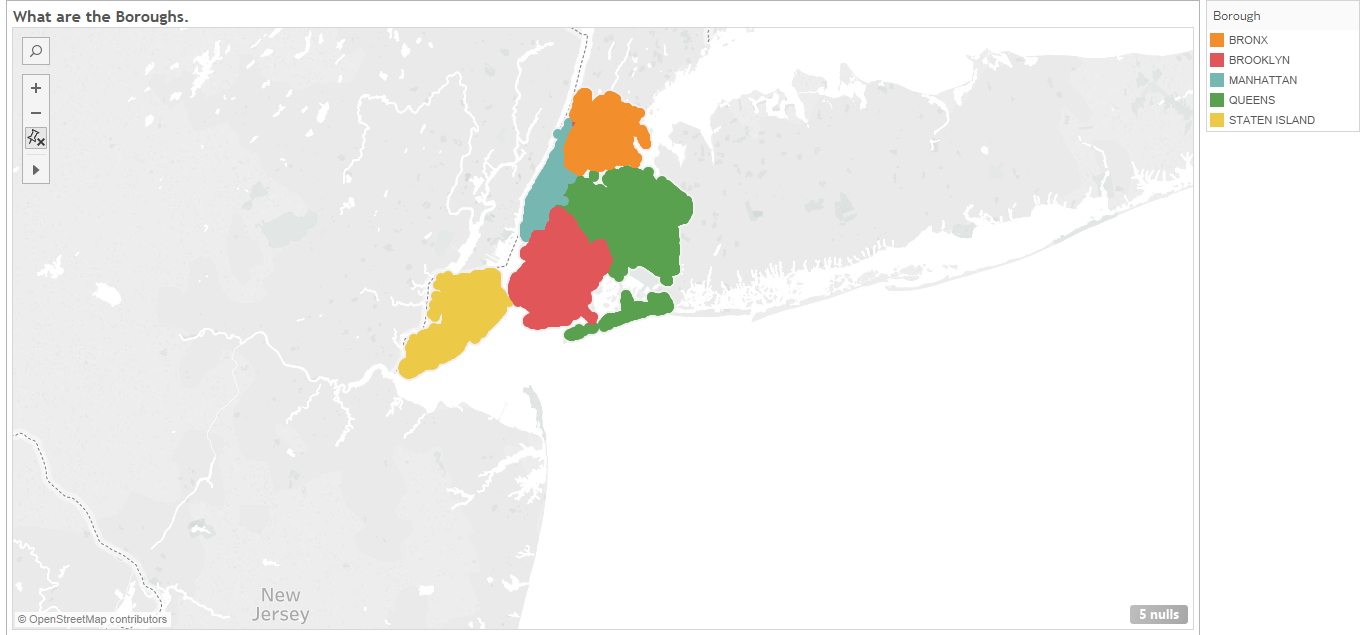 What are the Boroughs.
Borough
BRONX
BROOKLYN
MANHATTAN
QUEENS
STATEN ISLAND
New
Jersey
© OpenStreetMap contributors
5 nulls